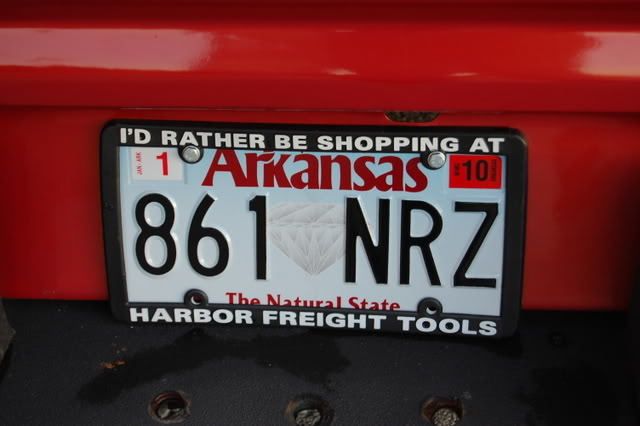 I'D RATHER BE SHOPPING AT
JAN. ARK 1 Arkansas 10
861 NRZ
The Natural State
HARBOR FREIGHT TOOLS